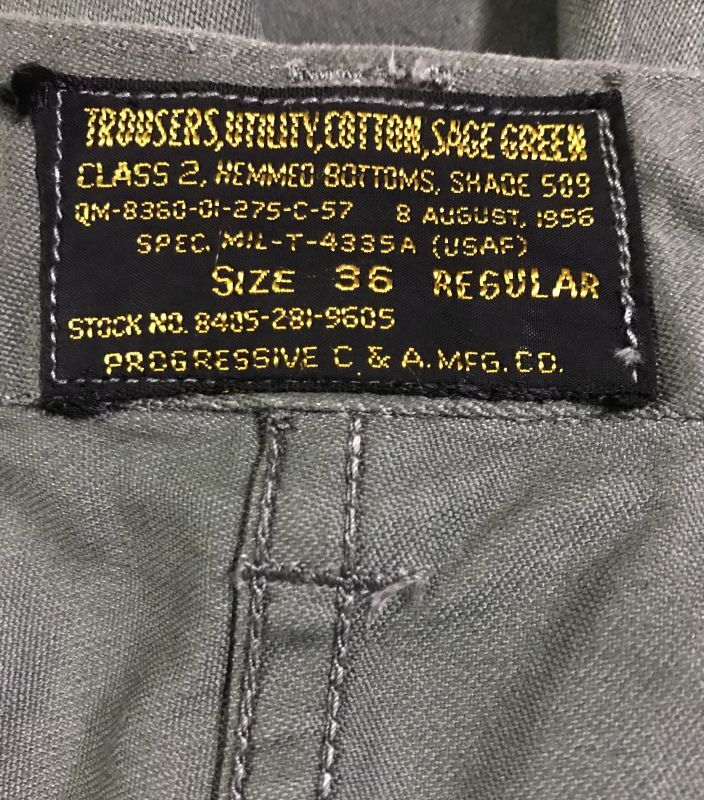 TROUSERS, UTILITY, COTTON, SAGE GREEN
CLASS 2, HEMMED BOTTOMS, SHADE 509
QM-8360-01-275-C-57 8 AUGUST, 1956
SPEC. MIL-T-4335A (USAF)
SIZE 36 REGULAR
STOCK NO. 8405-281-9605
PROGRESSIVE C. & A. MFG. CO.